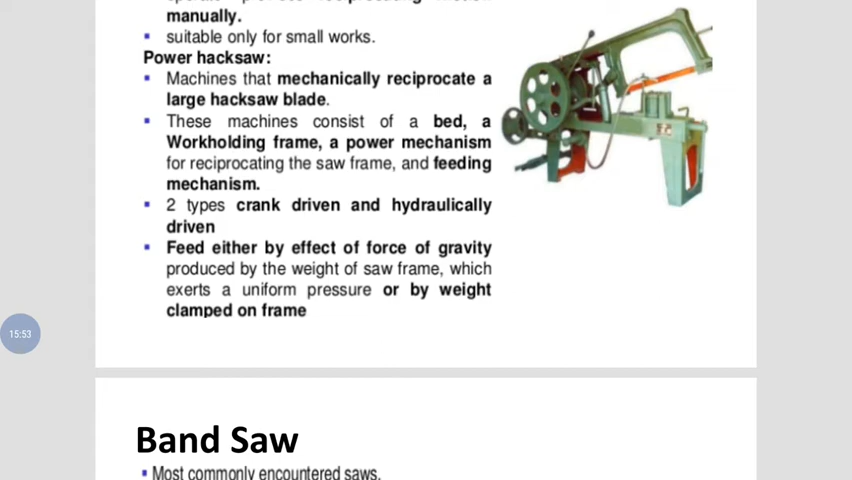 manually.
▪ suitable only for small works.
Power hacksaw:
▪ Machines that mechanically reciprocate a
large hacksaw blade.
▪ These machines consist of a bed, a
Workholding frame, a power mechanism
for reciprocating the saw frame, and feeding
mechanism.
▪ 2 types crank driven and hydraulically
driven
▪ Feed either by effect of force of gravity
produced by the weight of saw frame, which
exerts a uniform pressure or by weight
clamped on frame
15:53
Band Saw
▪ Most commonly encountered saws.